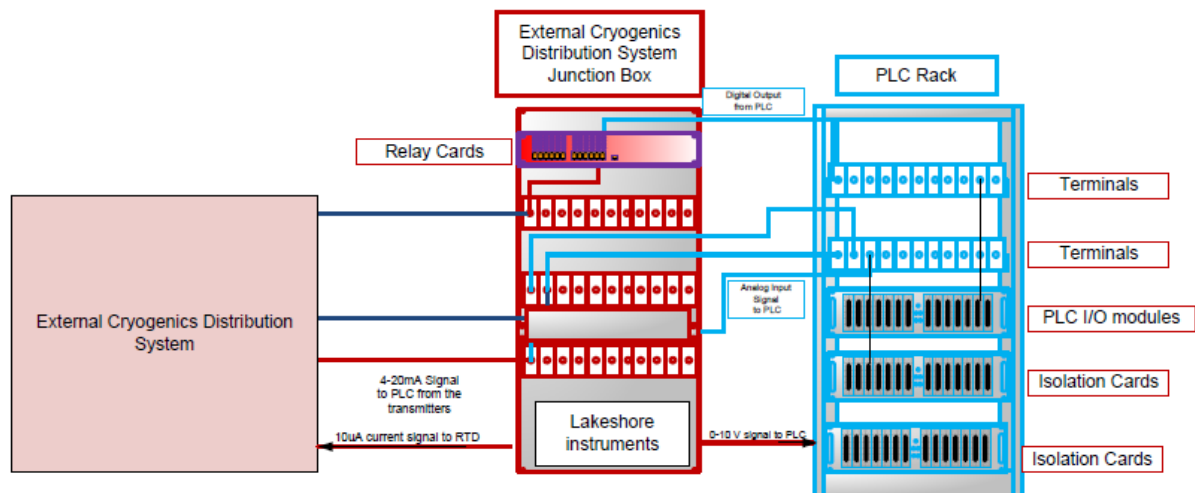 External Cryogenics
Distribution System
Junction Box
PLC Rack
Digital Output
from PLC
Relay Cards
Terminals
Terminals
Analog Input
Signal
to PLC
External Cryogenics Distribution
System
PLC I/O modules
Isolation Cards
4-20mA Signal
to PLC from the
transmitters
10uA current signal to RTD
Lakeshore
instruments
0-10 V signal to PLC
Isolation Cards